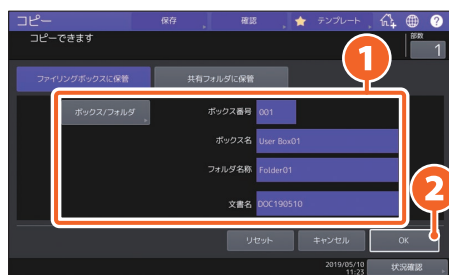 コピー 保存 確認 テンプレート
コピーできます 部数 1
ファイリングボックスに保管 共有フォルダに保管
1
ボックス/フォルダ ボックス番号 001
ボックス名 User Box01
フォルダ名称 Folder01
文書名 DOC190510
2
リセット キャンセル OK
2019/05/10
11:23 状況確認